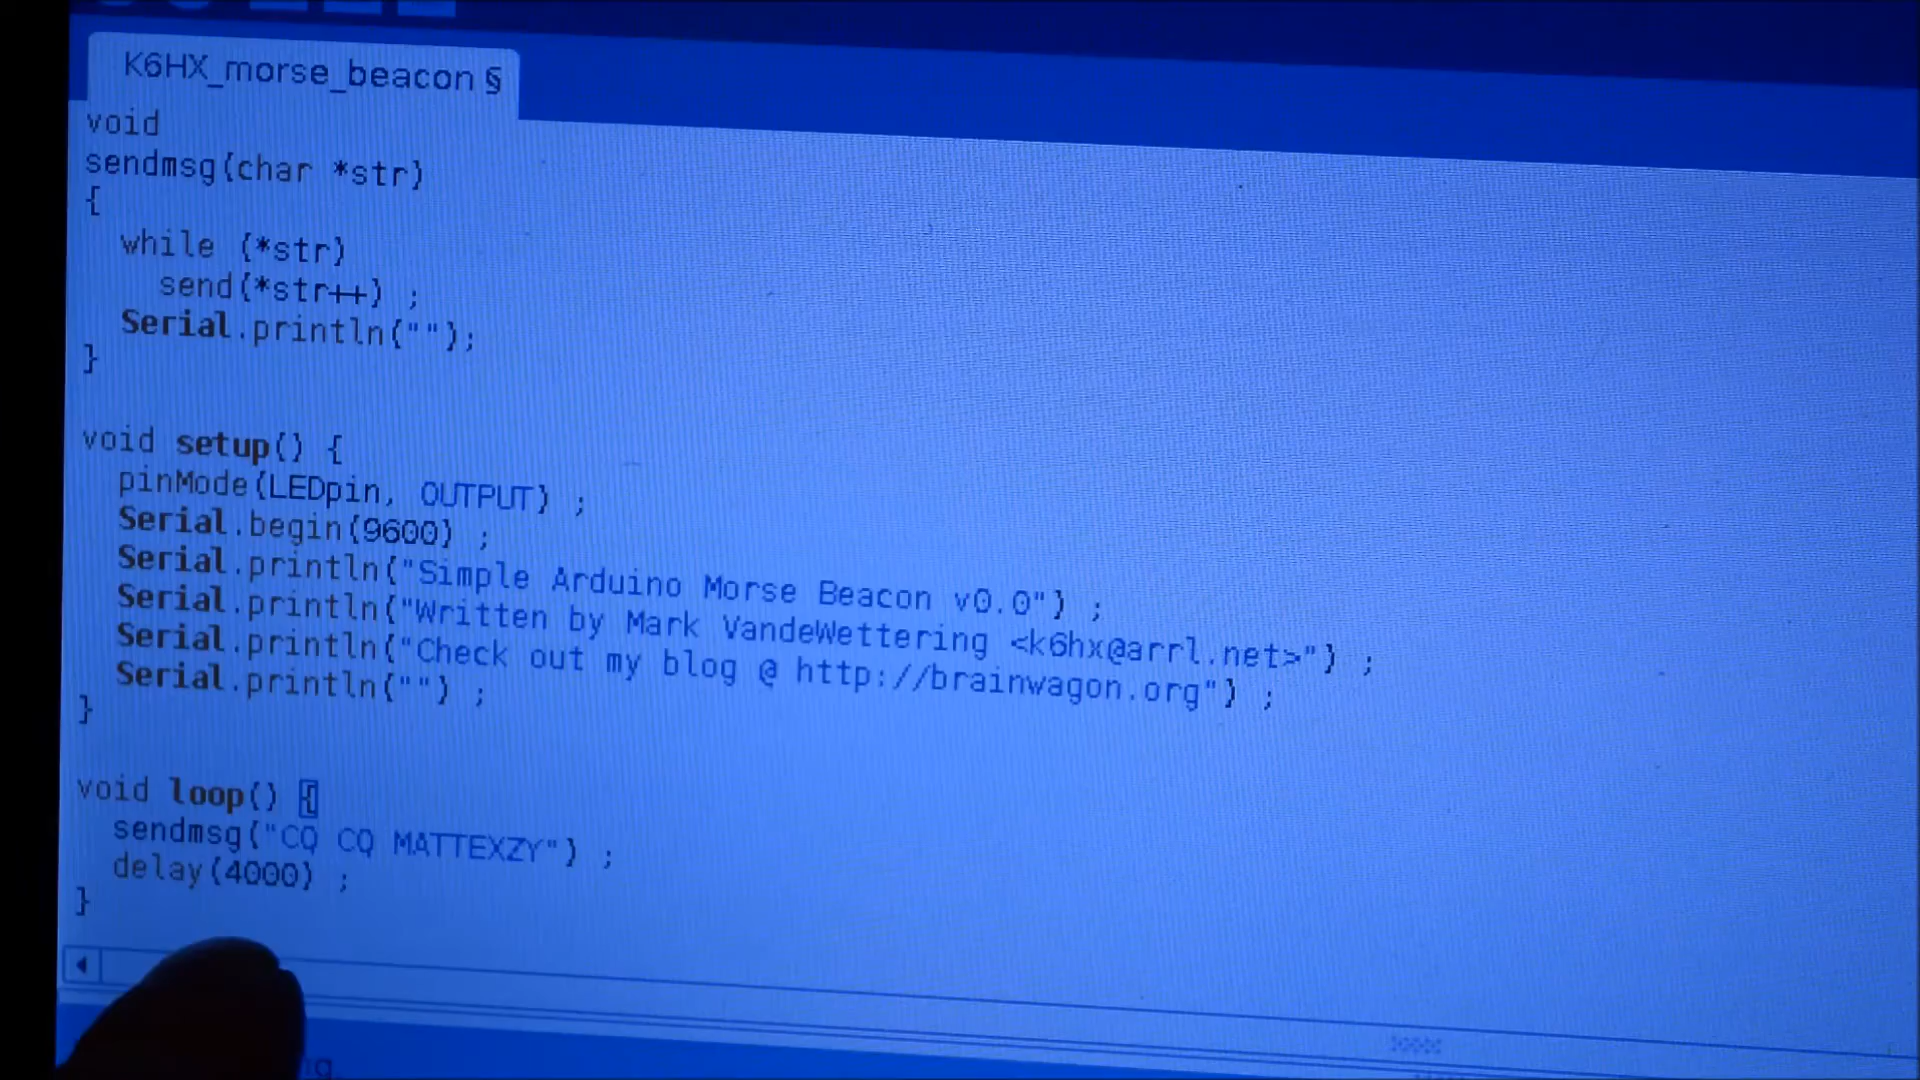 K6HX_morse_beacon §
void
sendmsg(char *str)
{
while (*str)
send(*str++) ;
Serial.println("");
}
void setup() {
pinMode(LEDpin, OUTPUT) ;
Serial.begin(9600) ;
Serial.println("Simple Arduino Morse Beacon v0.0") ;
Serial.println("Written by Mark VandeWettering <k6hx@arrl.net>") ;
Serial.println("Check out my blog @ http://brainwagon.org") ;
Serial.println("") ;
}
void loop() {
sendmsg("CQ CQ MATTEXZY") ;
delay(4000) ;
}